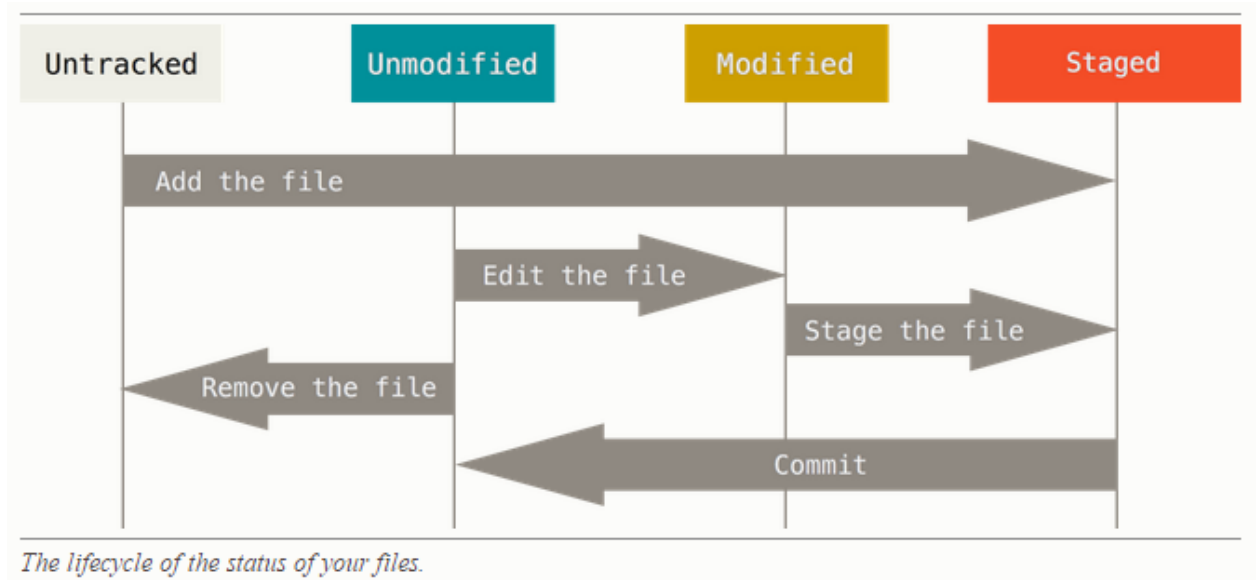 Untracked
Unmodified
Modified
Staged
Add the file
Edit the file
Stage the file
Remove the file
Commit
The lifecycle of the status of your files.